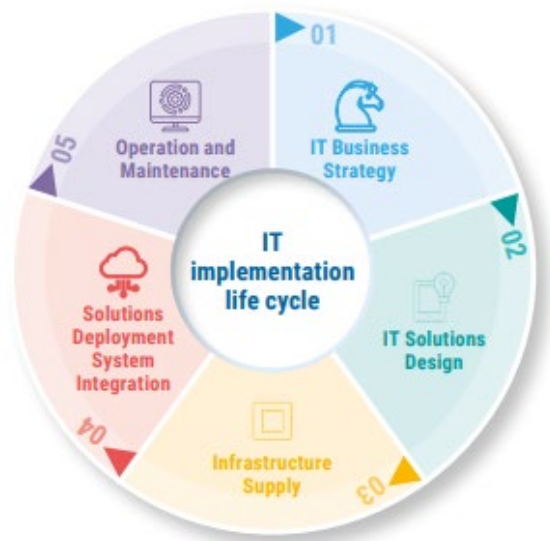 01
IT Business
Strategy
02
IT Solutions
Design
03
Infrastructure
Supply
04
Solutions
Deployment
System
Integration
05
Operation and
Maintenance
IT
implementation
life cycle